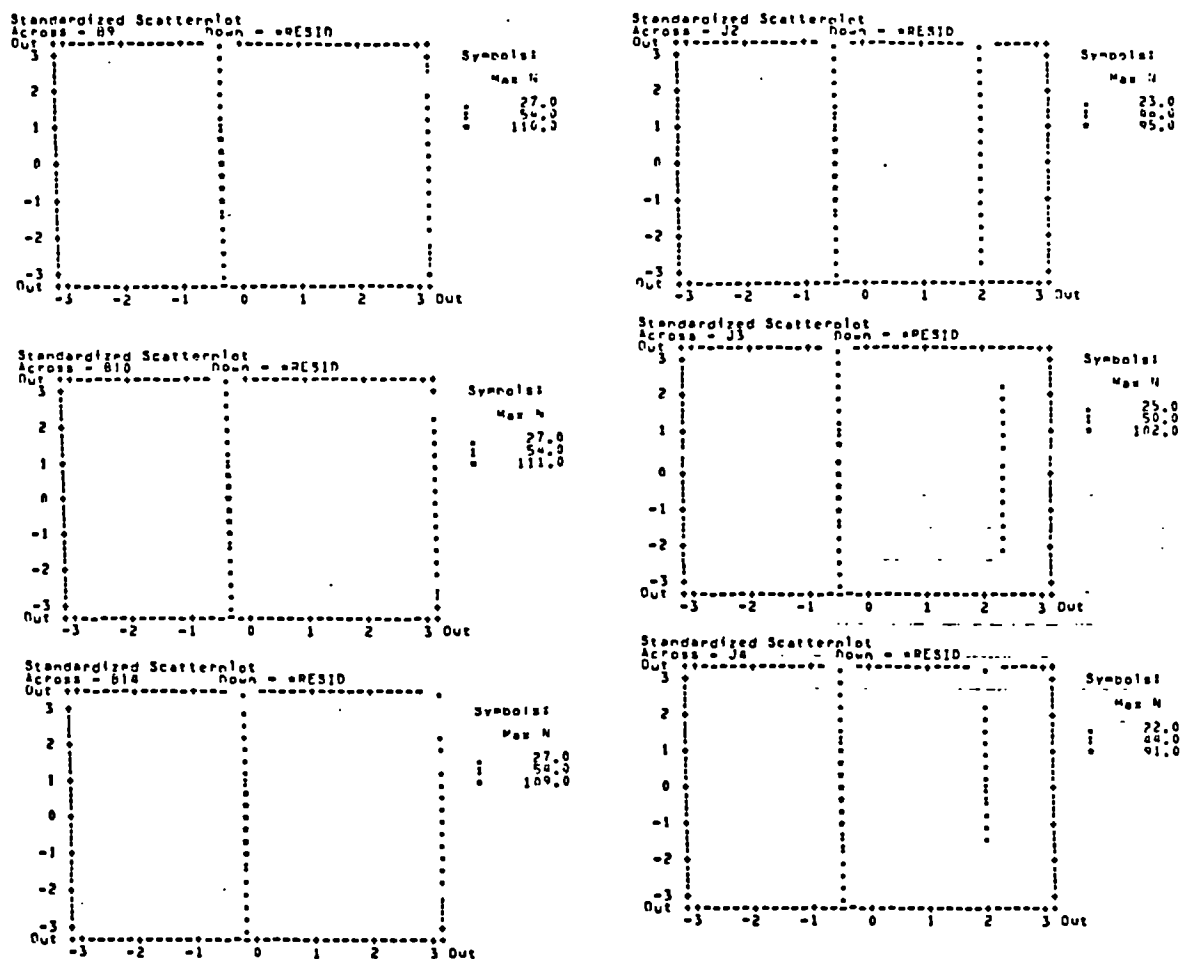 Standardized Scatterplot
Across - B9 Down - *RESID
Out
3
2
1
0
-1
-2
-3
Out
-3 -2 -1 0 1 2 3 Out
Symbols:
Max N
. 27.0
: 54.0
* 110.0
Standardized Scatterplot
Across - B10 Down - *RESID
Out
3
2
1
0
-1
-2
-3
Out
-3 -2 -1 0 1 2 3 Out
Symbols:
Max N
. 27.0
: 54.0
* 111.0
Standardized Scatterplot
Across - B14 Down - *RESID
Out
3
2
1
0
-1
-2
-3
Out
-3 -2 -1 0 1 2 3 Out
Symbols:
Max N
. 27.0
: 54.0
* 109.0
Standardized Scatterplot
Across - J2 Down - *RESID
Out
3
2
1
0
-1
-2
-3
Out
-3 -2 -1 0 1 2 3 Out
Symbols:
Max N
. 23.0
:
* 95.0
Standardized Scatterplot
Across - J3 Down - *RESID
Out
3
2
1
0
-1
-2
-3
Out
-3 -2 -1 0 1 2 3 Out
Symbols:
Max N
. 25.0
: 50.0
* 102.0
Standardized Scatterplot
Across - J4 Down - *RESID
Out
3
2
1
0
-1
-2
-3
Out
-3 -2 -1 0 1 2 3 Out
Symbols:
Max N
. 22.0
: 44.0
* 91.0